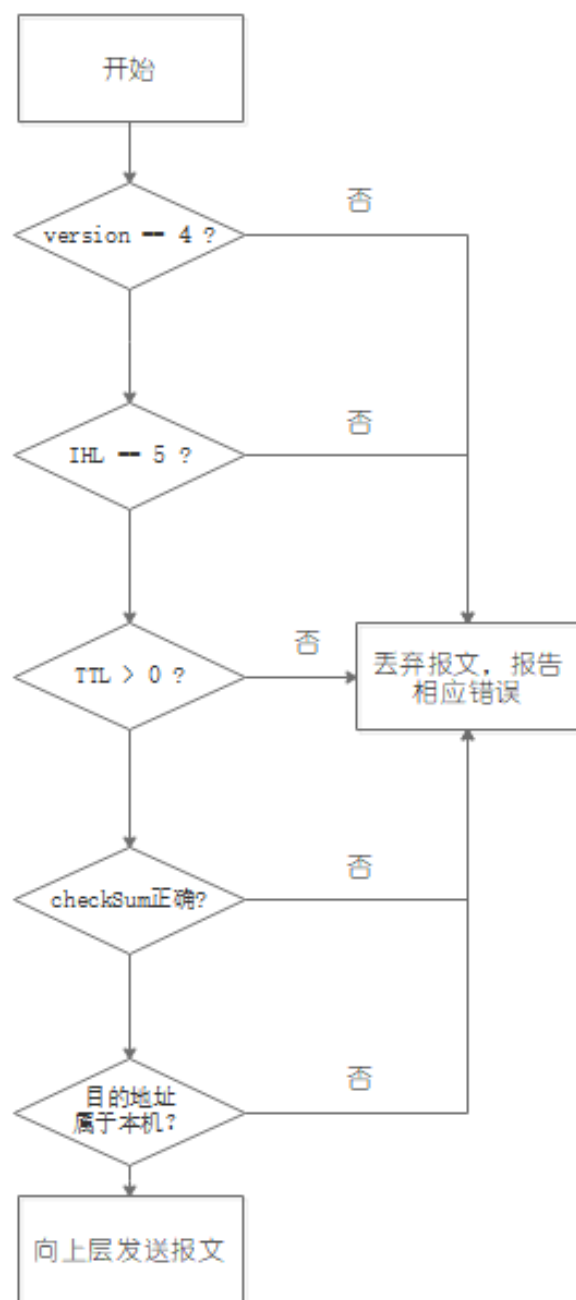 开始
否
version == 4 ?
否
IHL == 5 ?
否
TTL > 0 ?
丢弃报文，报告
相应错误
否
checkSum正确?
否
目的地址
属于本机?
向上层发送报文